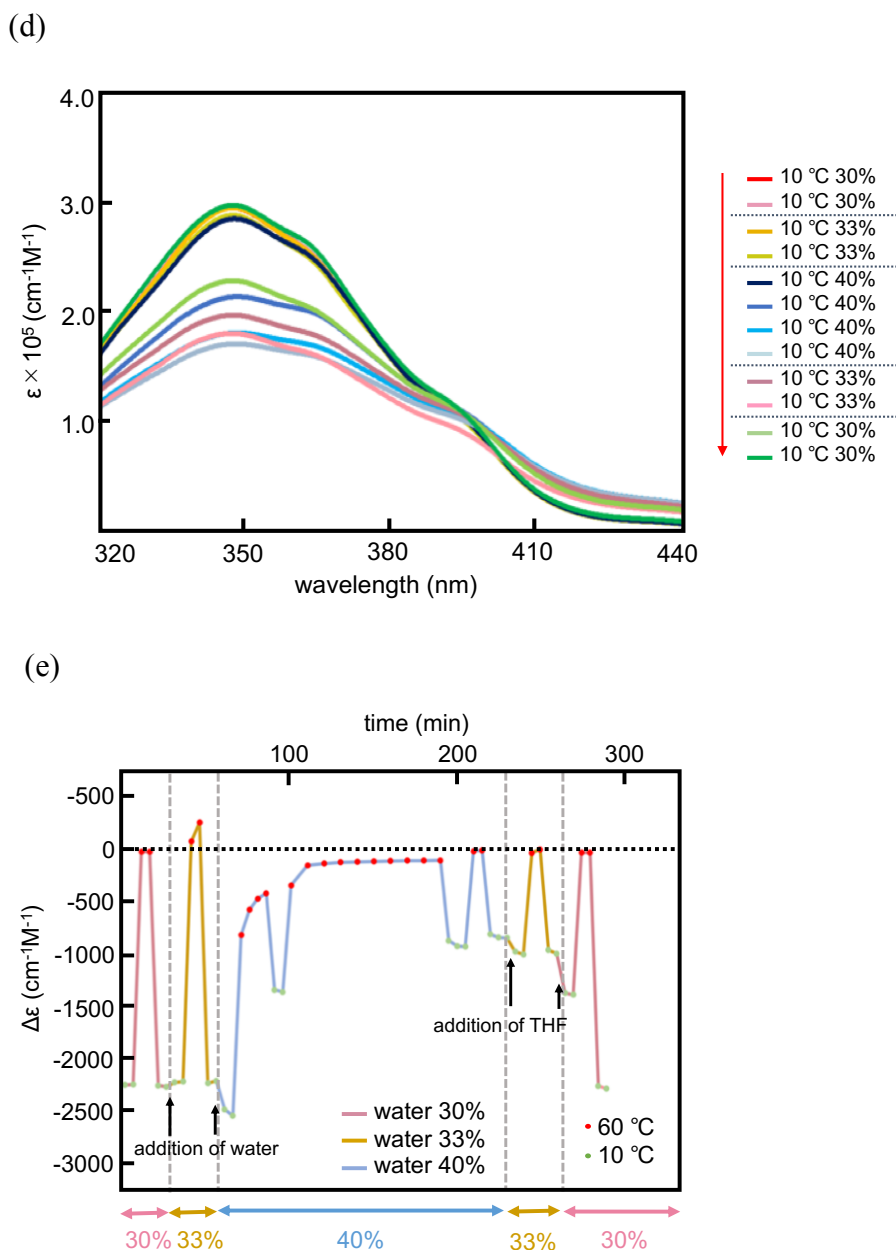 (d)
4.0
3.0
2.0
1.0
ε × 10⁵ (cm⁻¹M⁻¹)
320 350 380 410 440
wavelength (nm)
10 ℃ 30%
10 ℃ 30%
10 ℃ 33%
10 ℃ 33%
10 ℃ 40%
10 ℃ 40%
10 ℃ 40%
10 ℃ 40%
10 ℃ 33%
10 ℃ 33%
10 ℃ 30%
10 ℃ 30%
(e)
time (min)
100 200 300
-500
0
-500
-1000
-1500
-2000
-2500
-3000
Δε (cm⁻¹M⁻¹)
addition of THF
addition of water
water 30%
water 33%
water 40%
60 ℃
10 ℃
30% 33% 40% 33% 30%